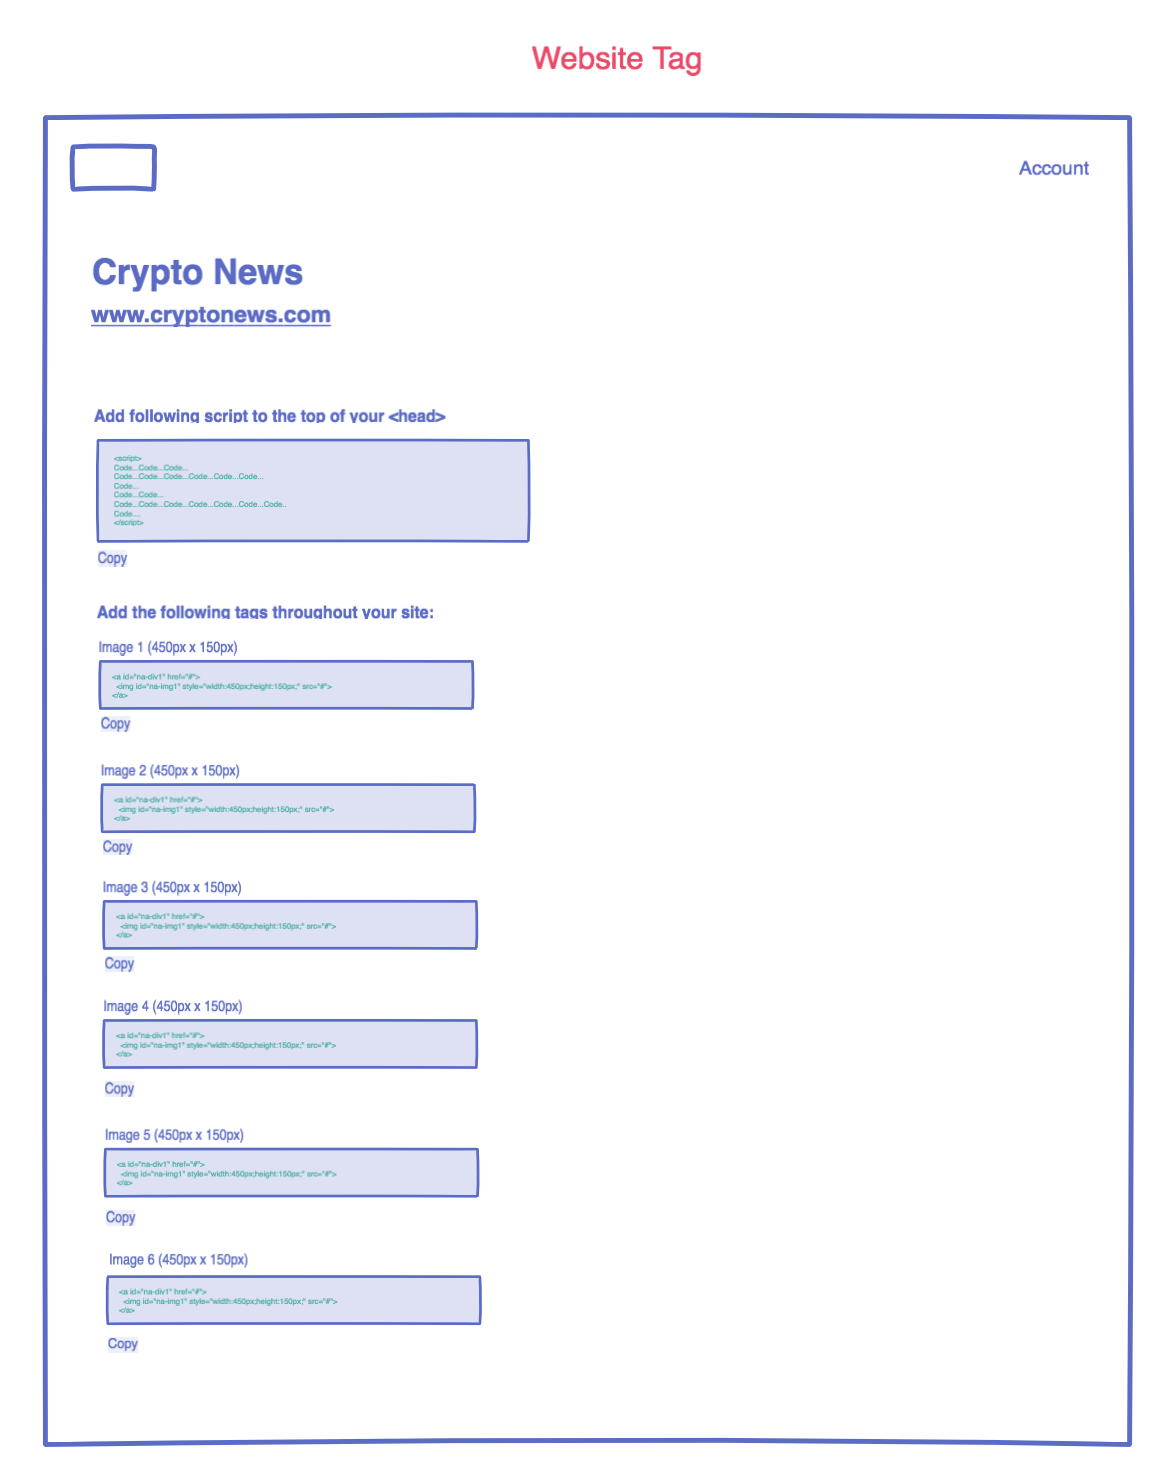 Website Tag
Account
Crypto News
www.cryptonews.com
Add following script to the top of your <head>
<script>
Code...Code...Code...
Code...Code...Code...Code...Code...Code...
Code...
Code...Code...
Code...Code...Code...Code...Code...Code...Code..
Code....
</script>
Copy
Add the following tags throughout your site:
Image 1 (450px x 150px)
<a id="na-div1" href="#">
<img id="na-img1" style="width:450px;height:150px;" src="#">
</a>
Copy
Image 2 (450px x 150px)
<a id="na-div1" href="#">
<img id="na-img1" style="width:450px;height:150px;" src="#">
</a>
Copy
Image 3 (450px x 150px)
<a id="na-div1" href="#">
<img id="na-img1" style="width:450px;height:150px;" src="#">
</a>
Copy
Image 4 (450px x 150px)
<a id="na-div1" href="#">
<img id="na-img1" style="width:450px;height:150px;" src="#">
</a>
Copy
Image 5 (450px x 150px)
<a id="na-div1" href="#">
<img id="na-img1" style="width:450px;height:150px;" src="#">
</a>
Copy
Image 6 (450px x 150px)
<a id="na-div1" href="#">
<img id="na-img1" style="width:450px;height:150px;" src="#">
</a>
Copy